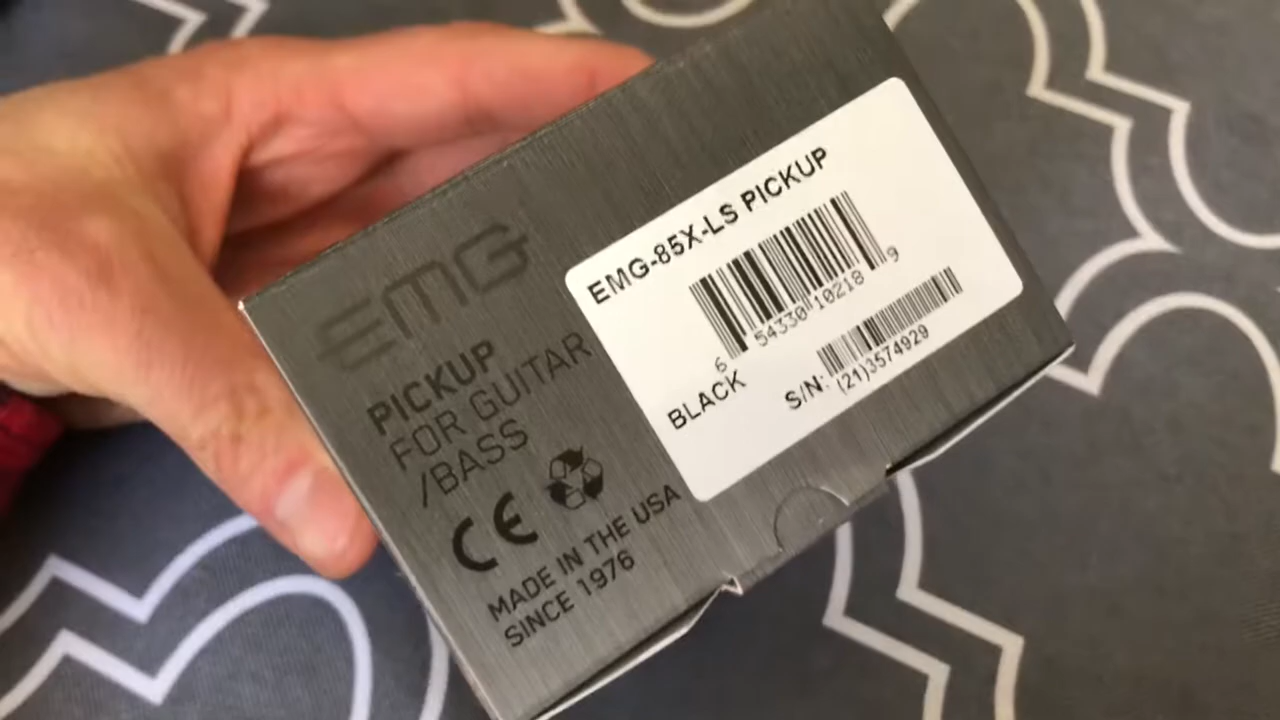 EMG
PICKUP
FOR GUITAR
/BASS
CE
MADE IN THE USA
SINCE 1976
EMG-85X-LS PICKUP
6 54330 10218 9
BLACK
S/N:
(21)3574929